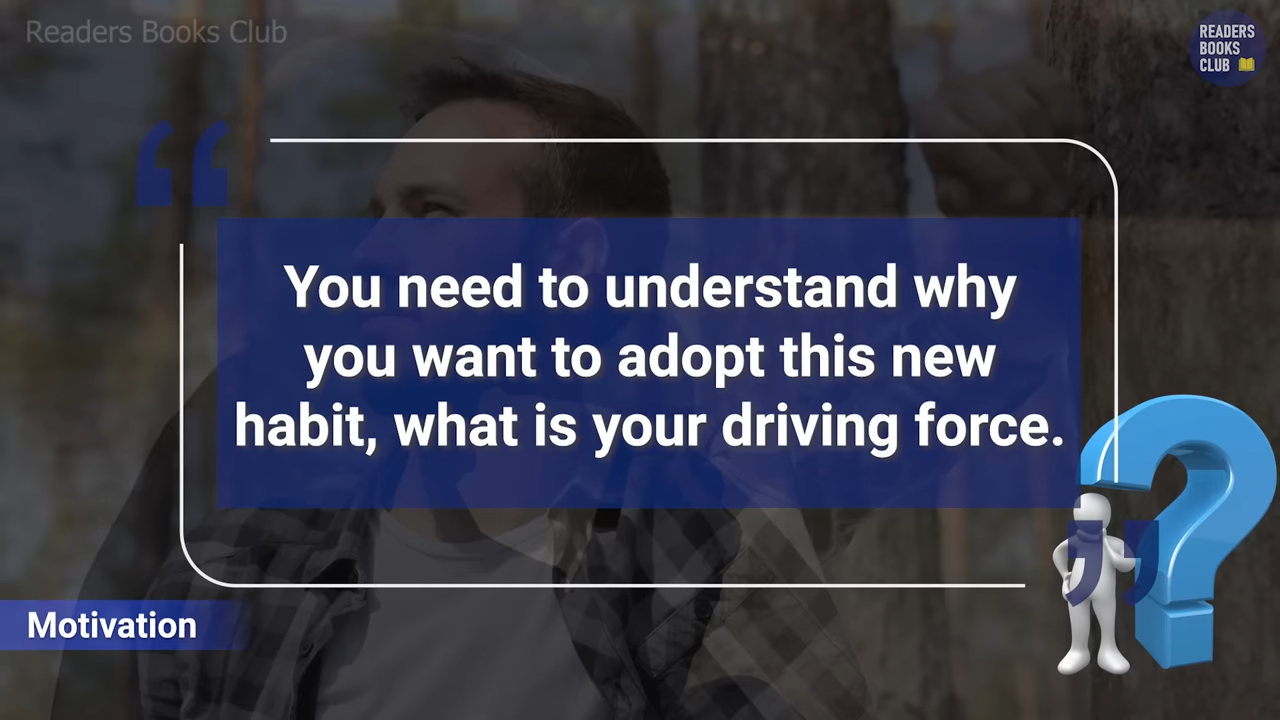 Readers Books Club
READERS
BOOKS
CLUB
“
You need to understand why
you want to adopt this new
habit, what is your driving force.
”
Motivation